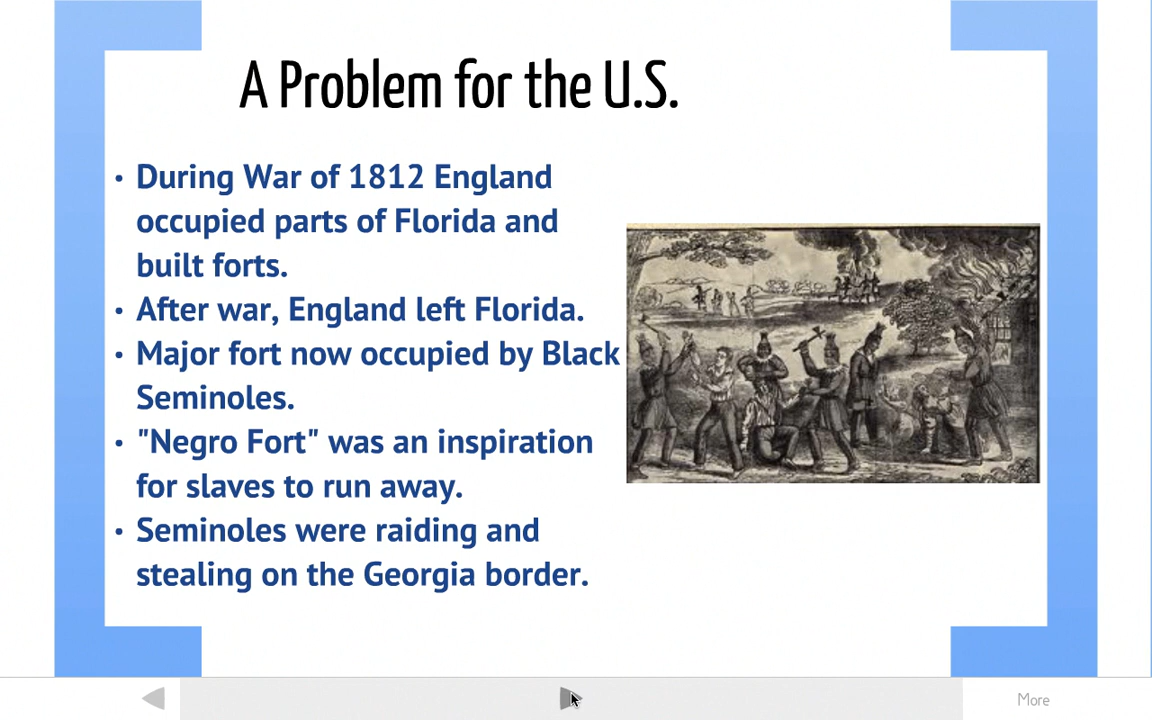 A Problem for the U.S.
• During War of 1812 England
occupied parts of Florida and
built forts.
• After war, England left Florida.
• Major fort now occupied by Black
Seminoles.
• "Negro Fort" was an inspiration
for slaves to run away.
• Seminoles were raiding and
stealing on the Georgia border.
More